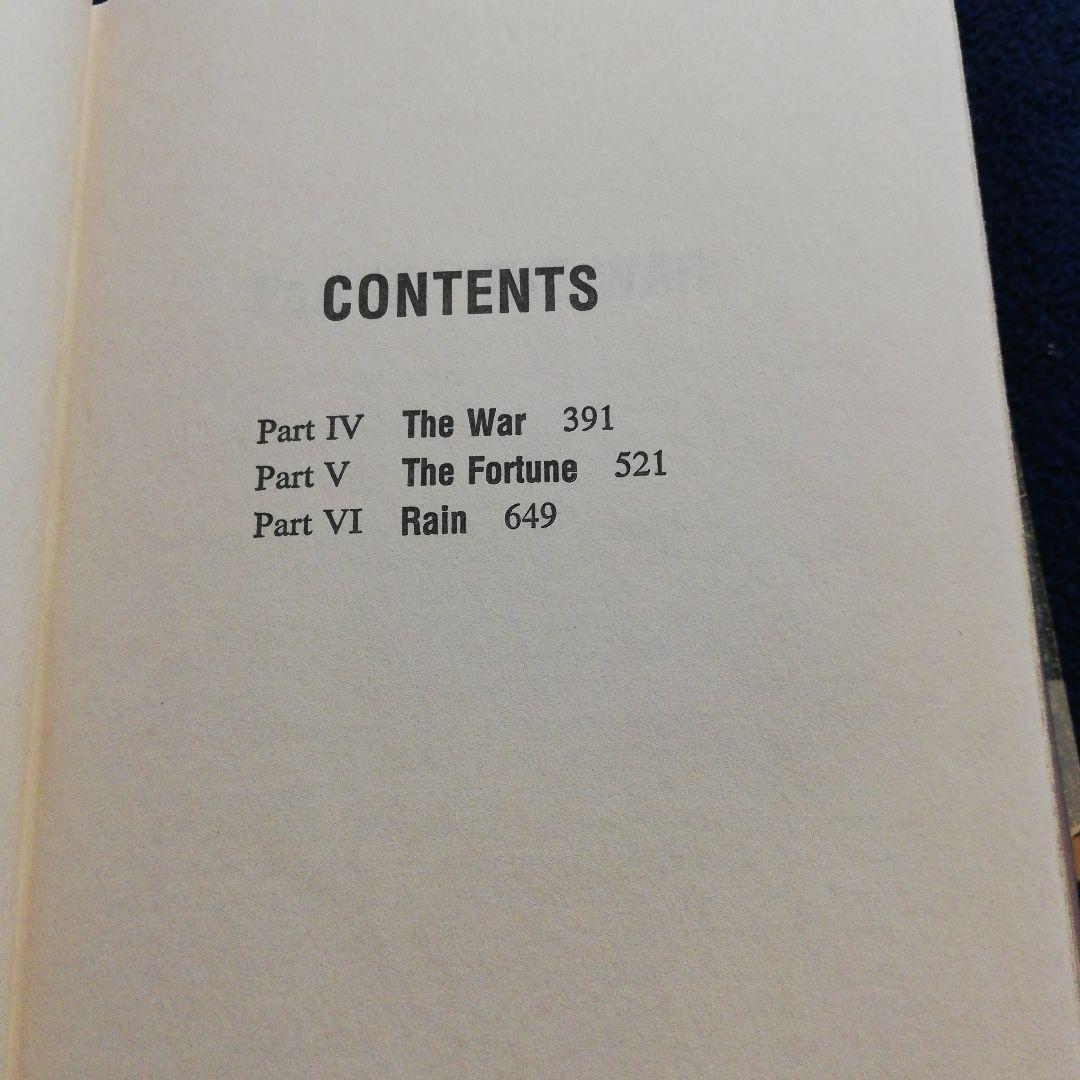 CONTENTS
Part IV The War 391
Part V The Fortune 521
Part VI Rain 649